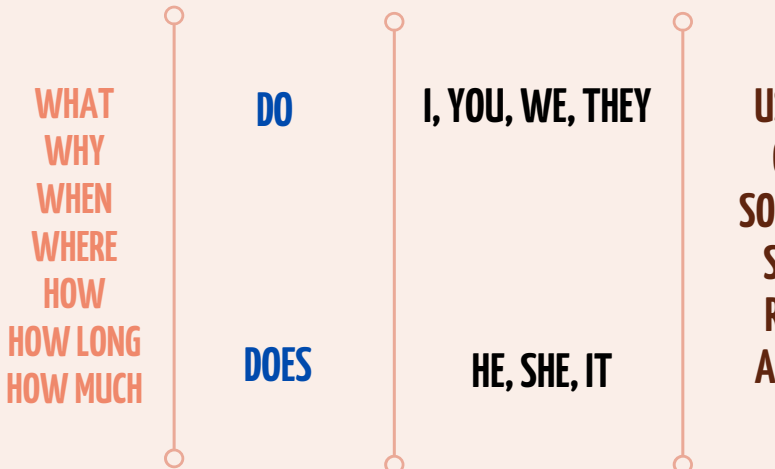 WHAT
WHY
WHEN
WHERE
HOW
HOW LONG
HOW MUCH
DO
DOES
I, YOU, WE, THEY
HE, SHE, IT